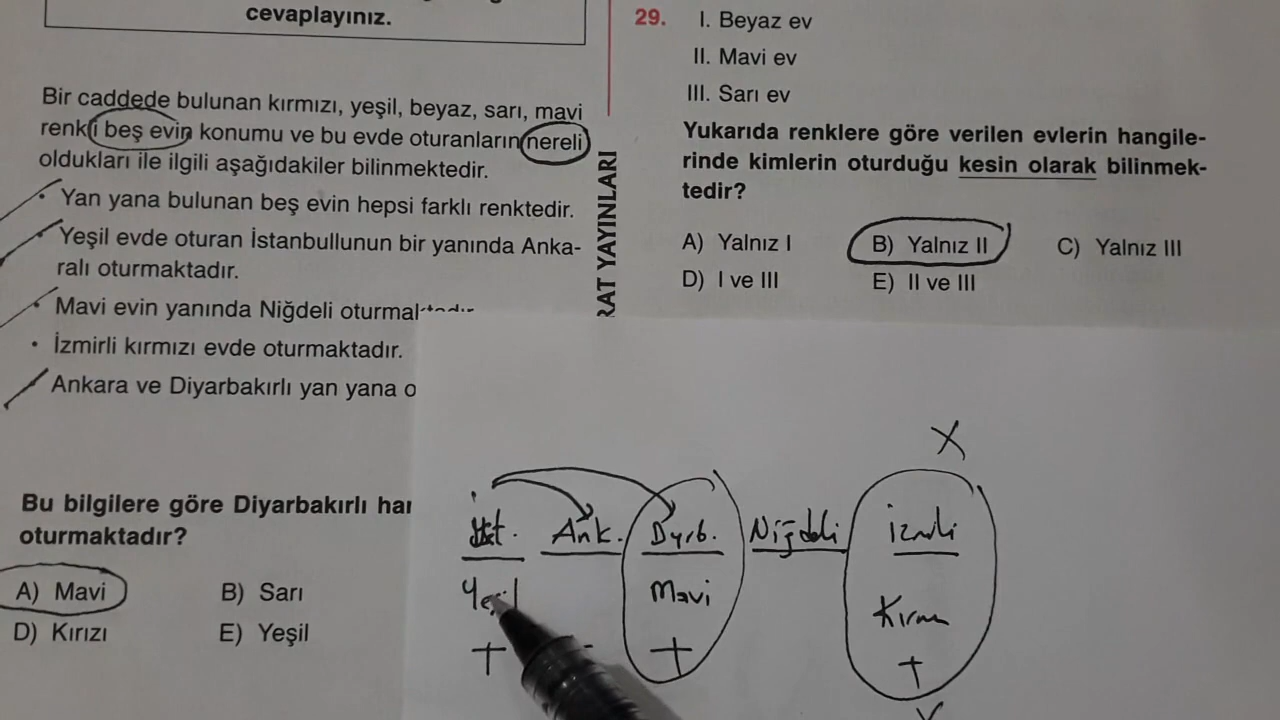 cevaplayınız.
Bir caddede bulunan kırmızı, yeşil, beyaz, sarı, mavi
renkli beş evin konumu ve bu evde oturanların nereli
oldukları ile ilgili aşağıdakiler bilinmektedir.
• Yan yana bulunan beş evin hepsi farklı renktedir.
• Yeşil evde oturan İstanbullunun bir yanında Anka-
ralı oturmaktadır.
• Mavi evin yanında Niğdeli oturmaktadır
• İzmirli kırmızı evde oturmaktadır.
Ankara ve Diyarbakırlı yan yana o
Bu bilgilere göre Diyarbakırlı
oturmaktadır?
A) Mavi
B) Sarı
D) Kırızı
E) Yeşil
RAT YAYINLARI
29. I. Beyaz ev
II. Mavi ev
III. Sarı ev
Yukarıda renklere göre verilen evlerin hangile-
rinde kimlerin oturduğu kesin olarak bilinmek-
tedir?
A) Yalnız I
B) Yalnız II
C) Yalnız III
D) I ve III
E) II ve III
X
İst. Ank. Dyrb. Niğdeli İzmirli
Yeşil Mavi Kırm
+ - + +